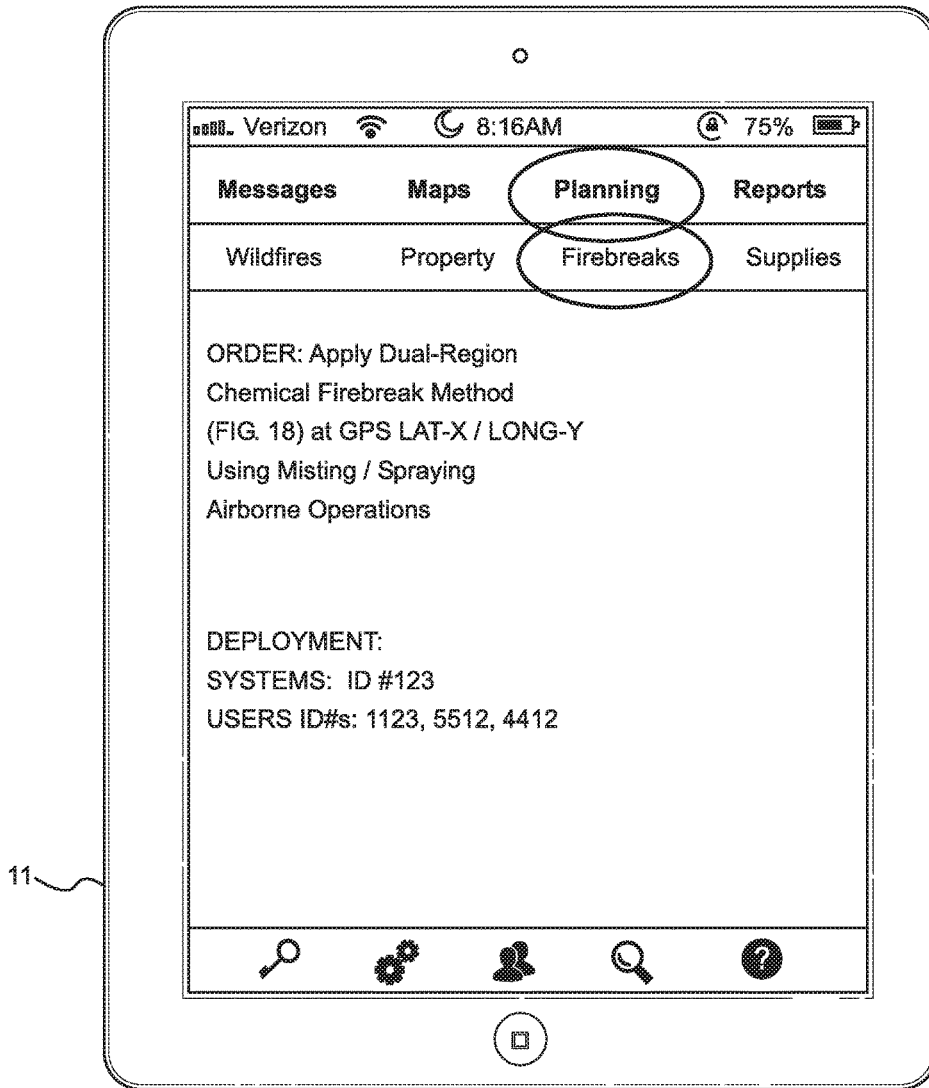 Verizon 8:16AM 75%
Messages Maps Planning Reports
Wildfires Property Firebreaks Supplies
ORDER: Apply Dual-Region
Chemical Firebreak Method
(FIG. 18) at GPS LAT-X / LONG-Y
Using Misting / Spraying
Airborne Operations
DEPLOYMENT:
SYSTEMS: ID #123
USERS ID#s: 1123, 5512, 4412
11
?